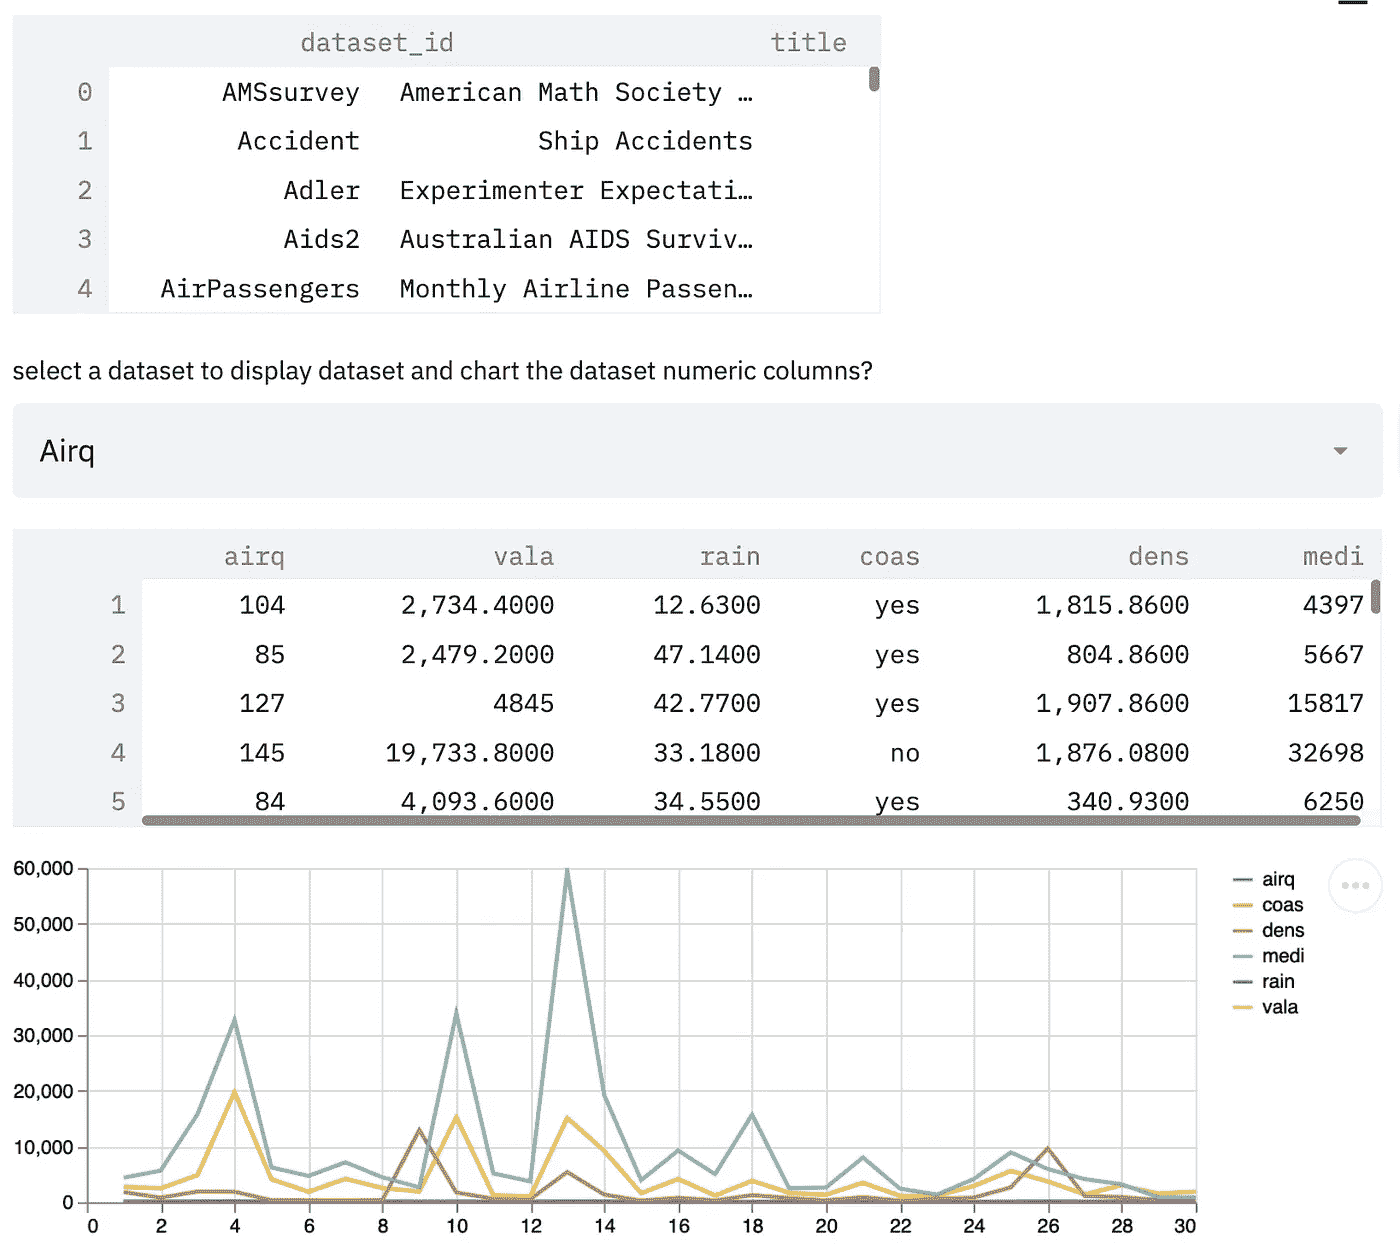 dataset_id title
0 AMSsurvey American Math Society …
1 Accident Ship Accidents
2 Adler Experimenter Expectati…
3 Aids2 Australian AIDS Surviv…
4 AirPassengers Monthly Airline Passen…
select a dataset to display dataset and chart the dataset numeric columns?
Airq
airq vala rain coas dens medi
1 104 2,734.4000 12.6300 yes 1,815.8600 4397
2 85 2,479.2000 47.1400 yes 804.8600 5667
3 127 4845 42.7700 yes 1,907.8600 15817
4 145 19,733.8000 33.1800 no 1,876.0800 32698
5 84 4,093.6000 34.5500 yes 340.9300 6250
60,000
50,000
40,000
30,000
20,000
10,000
0
0 2 4 6 8 10 12 14 16 18 20 22 24 26 28 30
airq
coas
dens
medi
rain
vala